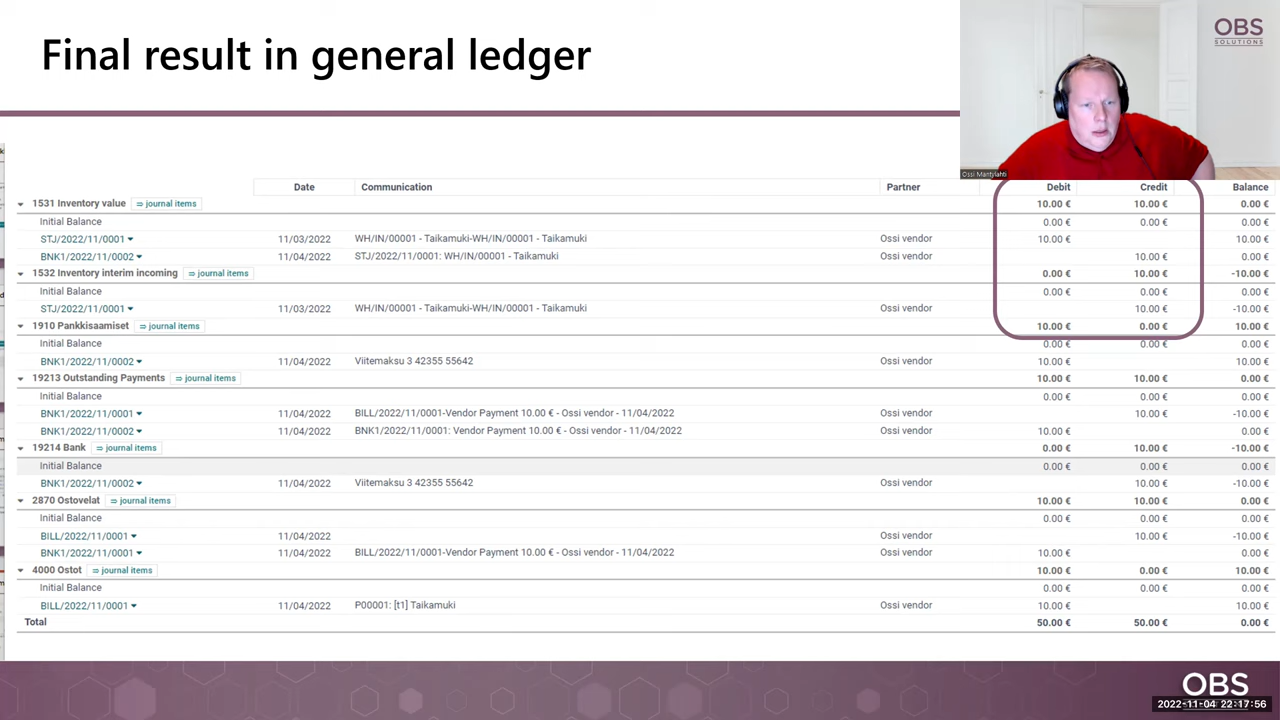 Final result in general ledger
OBS
SOLUTIONS
Ossi Mantylahti
Date Communication Partner Debit Credit Balance
1531 Inventory value ⇒ journal items 10.00 € 10.00 € 0.00 €
Initial Balance 0.00 € 0.00 € 0.00 €
STJ/2022/11/0001 11/03/2022 WH/IN/00001 - Taikamuki-WH/IN/00001 - Taikamuki Ossi vendor 10.00 € 10.00 €
BNK1/2022/11/0002 11/04/2022 STJ/2022/11/0001: WH/IN/00001 - Taikamuki Ossi vendor 10.00 € 0.00 €
1532 Inventory interim incoming ⇒ journal items 0.00 € 10.00 € -10.00 €
Initial Balance 0.00 € 0.00 € 0.00 €
STJ/2022/11/0001 11/03/2022 WH/IN/00001 - Taikamuki-WH/IN/00001 - Taikamuki Ossi vendor 10.00 € -10.00 €
1910 Pankkisaamiset ⇒ journal items 10.00 € 0.00 € 10.00 €
Initial Balance 0.00 € 0.00 € 0.00 €
BNK1/2022/11/0002 11/04/2022 Viitemaksu 3 42355 55642 Ossi vendor 10.00 € 10.00 €
19213 Outstanding Payments ⇒ journal items 10.00 € 10.00 € 0.00 €
Initial Balance 0.00 € 0.00 € 0.00 €
BNK1/2022/11/0001 11/04/2022 BILL/2022/11/0001-Vendor Payment 10.00 € - Ossi vendor - 11/04/2022 Ossi vendor 10.00 € -10.00 €
BNK1/2022/11/0002 11/04/2022 BNK1/2022/11/0001: Vendor Payment 10.00 € - Ossi vendor - 11/04/2022 Ossi vendor 10.00 € 0.00 €
19214 Bank ⇒ journal items 0.00 € 10.00 € -10.00 €
Initial Balance 0.00 € 0.00 € 0.00 €
BNK1/2022/11/0002 11/04/2022 Viitemaksu 3 42355 55642 Ossi vendor 10.00 € -10.00 €
2870 Ostovelat ⇒ journal items 10.00 € 10.00 € 0.00 €
Initial Balance 0.00 € 0.00 € 0.00 €
BILL/2022/11/0001 11/04/2022 Ossi vendor 10.00 € -10.00 €
BNK1/2022/11/0001 11/04/2022 BILL/2022/11/0001-Vendor Payment 10.00 € - Ossi vendor - 11/04/2022 Ossi vendor 10.00 € 0.00 €
4000 Ostot ⇒ journal items 10.00 € 0.00 € 10.00 €
Initial Balance 0.00 € 0.00 € 0.00 €
BILL/2022/11/0001 11/04/2022 P00001: [t1] Taikamuki Ossi vendor 10.00 € 10.00 €
Total 50.00 € 50.00 € 0.00 €
OBS
2022-11-04 22:17:56